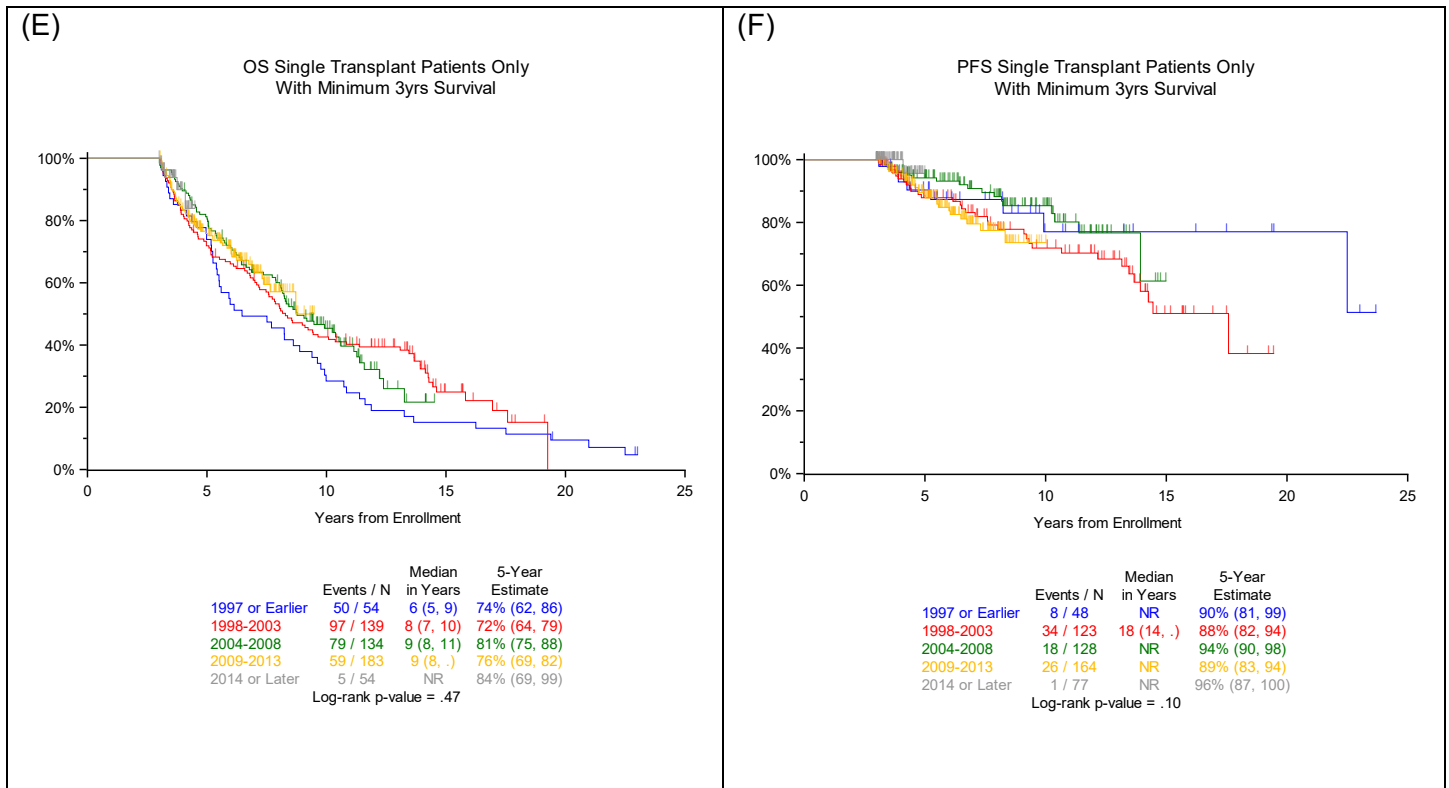 (E)
OS Single Transplant Patients Only
With Minimum 3yrs Survival
100%
80%
60%
40%
20%
0%
0 5 10 15 20 25
Years from Enrollment
Median 5-Year
Events / N in Years Estimate
1997 or Earlier 50 / 54 6 (5, 9) 74% (62, 86)
1998-2003 97 / 139 8 (7, 10) 72% (64, 79)
2004-2008 79 / 134 9 (8, 11) 81% (75, 88)
2009-2013 59 / 183 9 (8, .) 76% (69, 82)
2014 or Later 5 / 54 NR 84% (69, 99)
Log-rank p-value = .47
(F)
PFS Single Transplant Patients Only
With Minimum 3yrs Survival
100%
80%
60%
40%
20%
0%
0 5 10 15 20 25
Years from Enrollment
Median 5-Year
Events / N in Years Estimate
1997 or Earlier 8 / 48 NR 90% (81, 99)
1998-2003 34 / 123 18 (14, .) 88% (82, 94)
2004-2008 18 / 128 NR 94% (90, 98)
2009-2013 26 / 164 NR 89% (83, 94)
2014 or Later 1 / 77 NR 96% (87, 100)
Log-rank p-value = .10